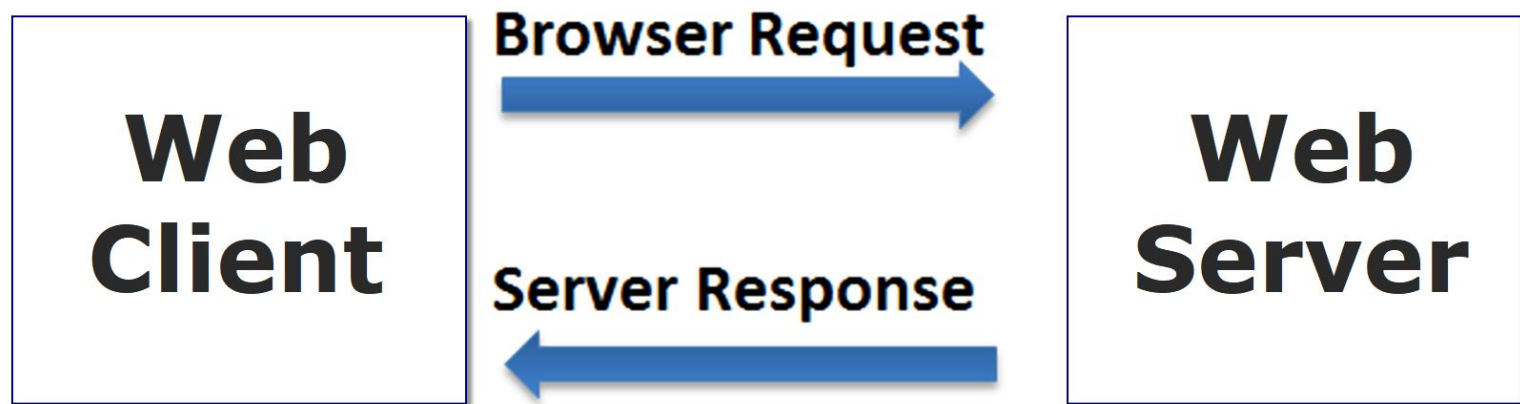 Browser Request
Web
Client
Web
Server
Server Response